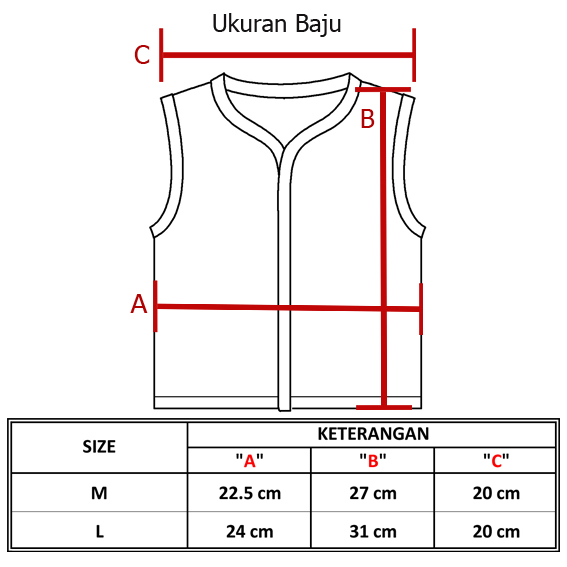 Ukuran Baju
C
B
A
SIZE KETERANGAN
"A" "B" "C"
M 22.5 cm 27 cm 20 cm
L 24 cm 31 cm 20 cm